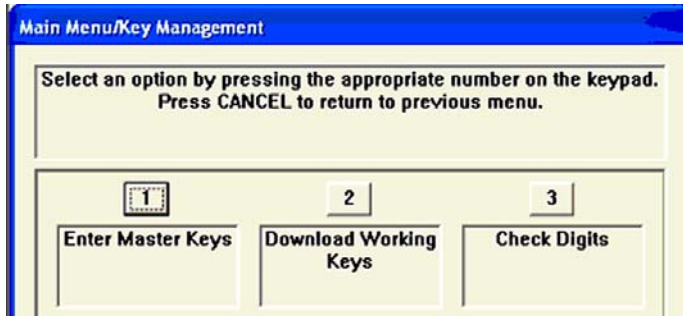 Main Menu/Key Management
Select an option by pressing the appropriate number on the keypad.
Press CANCEL to return to previous menu.
1 2 3
Enter Master Keys Download Working Check Digits
Keys